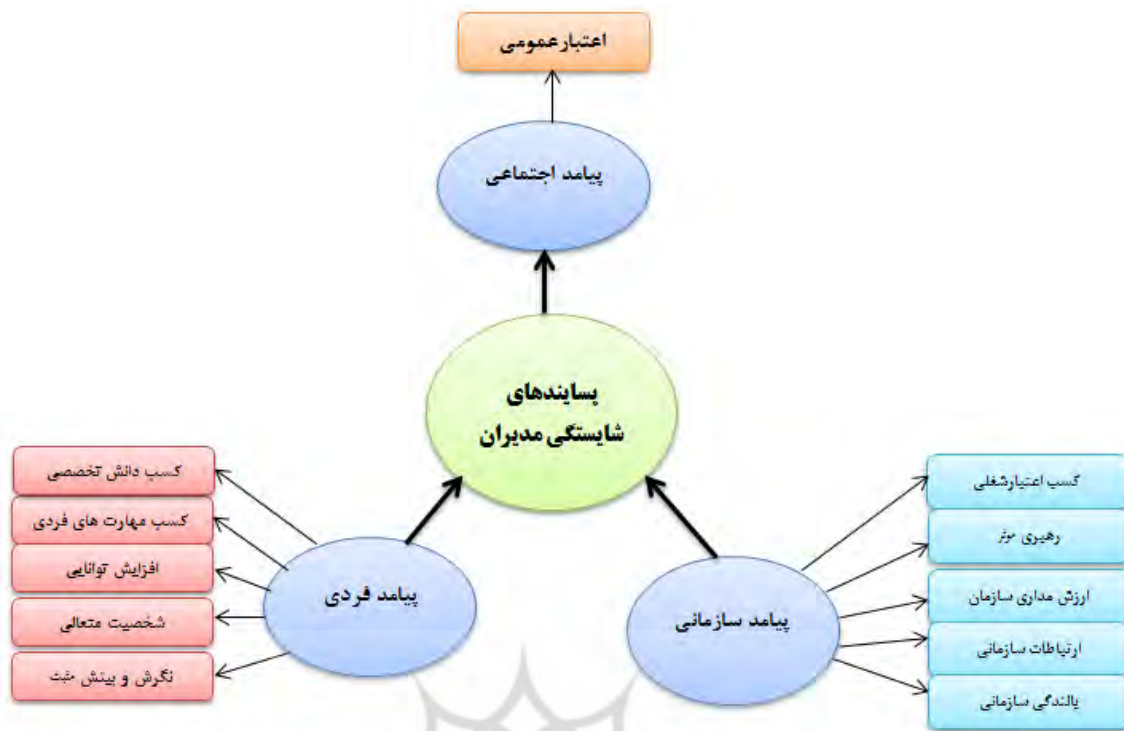 اعتبارعمومی
پیامد اجتماعی
پسایندهای
شایستگی مدیران
کسب دانش تخصصی
کسب مهارت های فردی
افزایش توانایی
شخصیت متعالی
نگرش و بینش مثبت
پیامد فردی
پیامد سازمانی
کسب اعتبارشغلی
رهبری موثر
ارزش مداری سازمان
ارتباطات سازمانی
بالندگی سازمانی